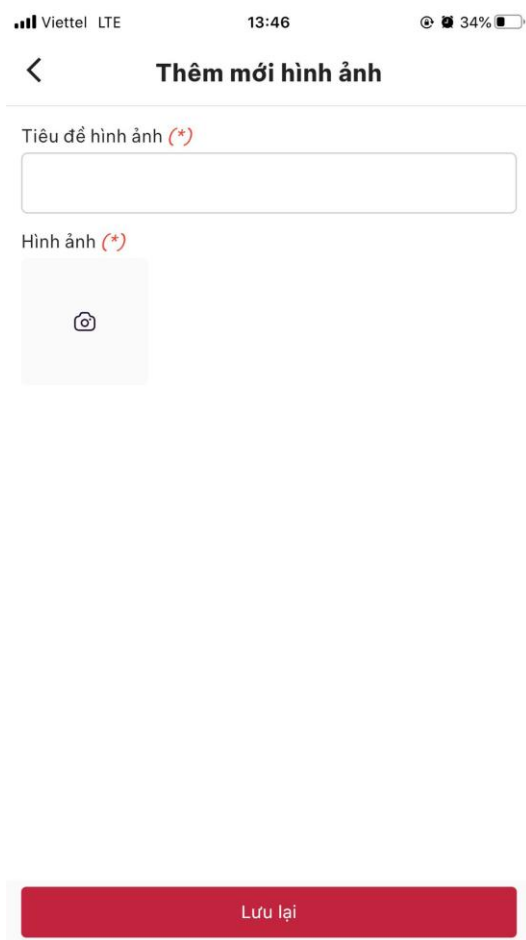 Viettel LTE 13:46 34%
Thêm mới hình ảnh
Tiêu đề hình ảnh (*)
Hình ảnh (*)
Lưu lại